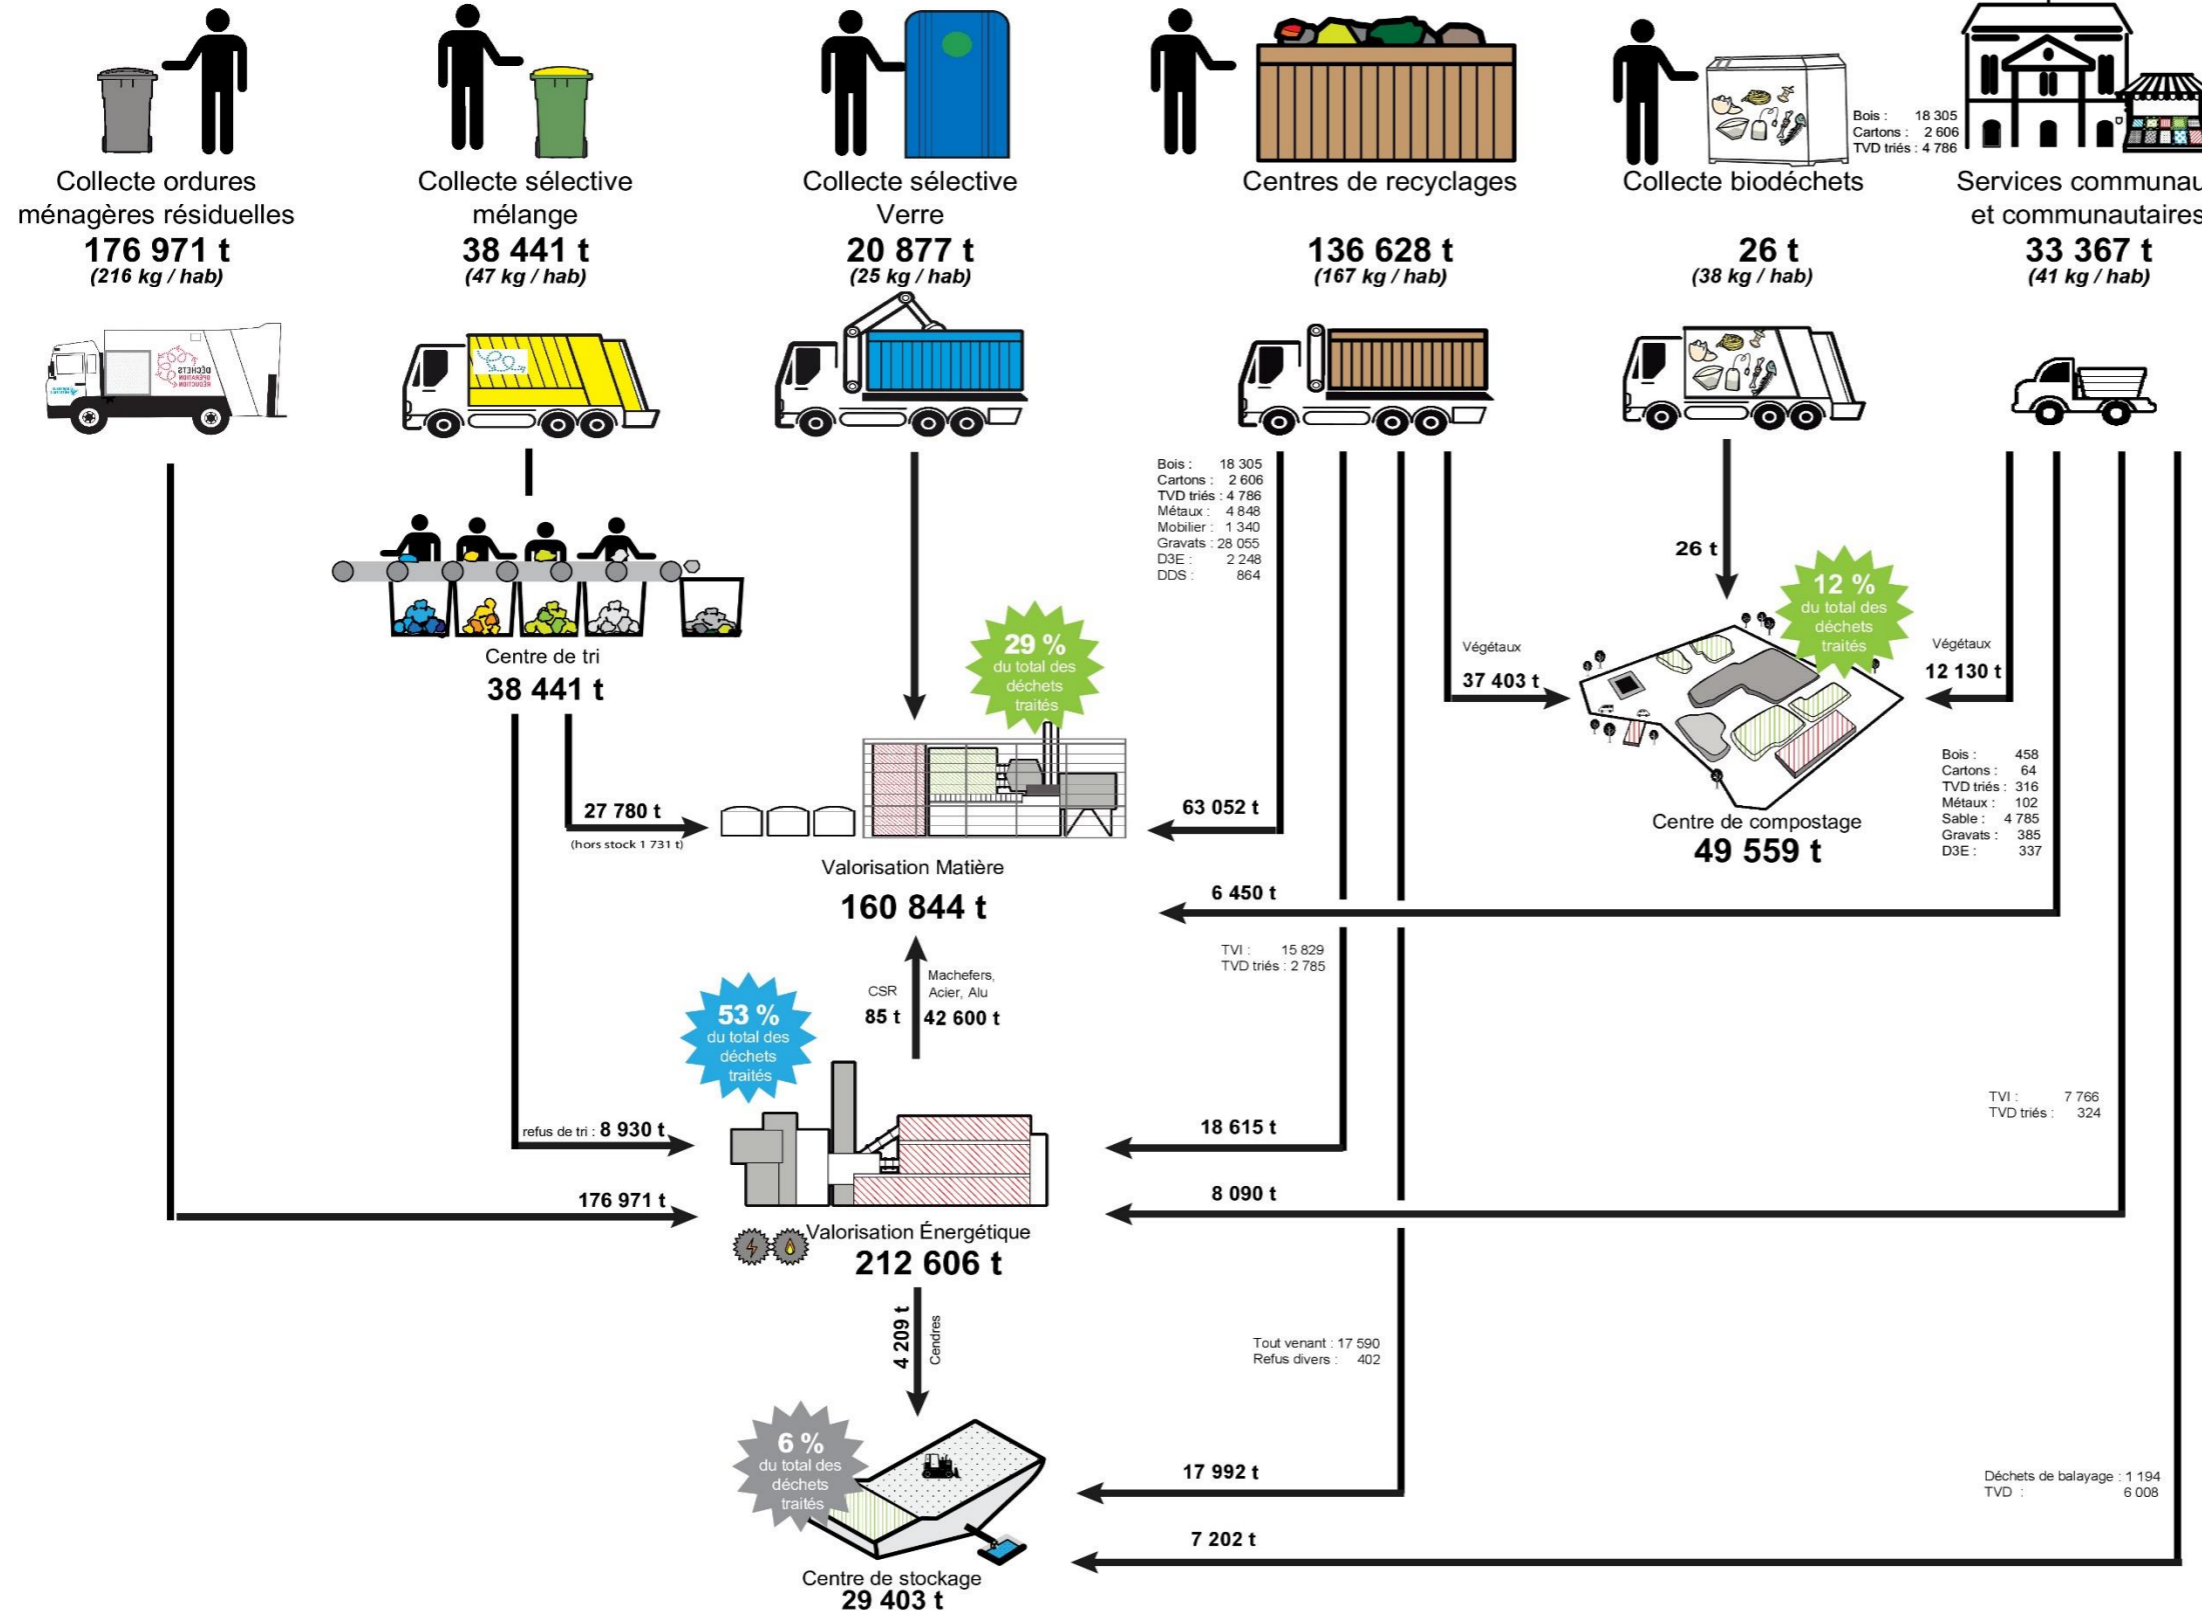 Bois : 18 305
Cartons : 2 606
TVD triés : 4 786
Collecte ordures
ménagères résiduelles
176 971 t
(216 kg / hab)
Collecte sélective
mélange
38 441 t
(47 kg / hab)
Collecte sélective
Verre
20 877 t
(25 kg / hab)
Centres de recyclages
136 628 t
(167 kg / hab)
Collecte biodéchets
26 t
(38 kg / hab)
Services communau
et communautaires
33 367 t
(41 kg / hab)
DÉCHETS
OPÉRATION
RÉDUCTION
Bois : 18 305
Cartons : 2 606
TVD triés : 4 786
Métaux : 4 848
Mobilier : 1 340
Gravats : 28 055
D3E : 2 248
DDS : 864
26 t
12 %
du total des
déchets
traités
Centre de tri
38 441 t
29 %
du total des
déchets
traités
Végétaux
37 403 t
Végétaux
12 130 t
Bois : 458
Cartons : 64
TVD triés : 316
Métaux : 102
Sable : 4 785
Gravats : 385
D3E : 337
27 780 t
(hors stock 1 731 t)
63 052 t
Centre de compostage
49 559 t
Valorisation Matière
160 844 t
6 450 t
TVI : 15 829
TVD triés : 2 785
CSR
85 t
Machefers,
Acier, Alu
42 600 t
53 %
du total des
déchets
traités
TVI : 7 766
TVD triés : 324
refus de tri : 8 930 t
18 615 t
176 971 t
8 090 t
Valorisation Énergétique
212 606 t
4 209 t
Cendres
Tout venant : 17 590
Refus divers : 402
6 %
du total des
déchets
traités
17 992 t
Déchets de balayage : 1 194
TVD : 6 008
7 202 t
Centre de stockage
29 403 t